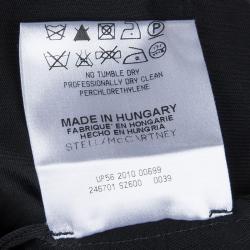 NO TUMBLE DRY
PROFESSIONALLY DRY CLEAN
PERCHLORETHYLENE
MADE IN HUNGARY
FABRIQUE' EN HONGARIE
HECHO EN HUNGRIA
STELLA McCARTNEY
UP56 2010 00699
246701 SZ600 0039